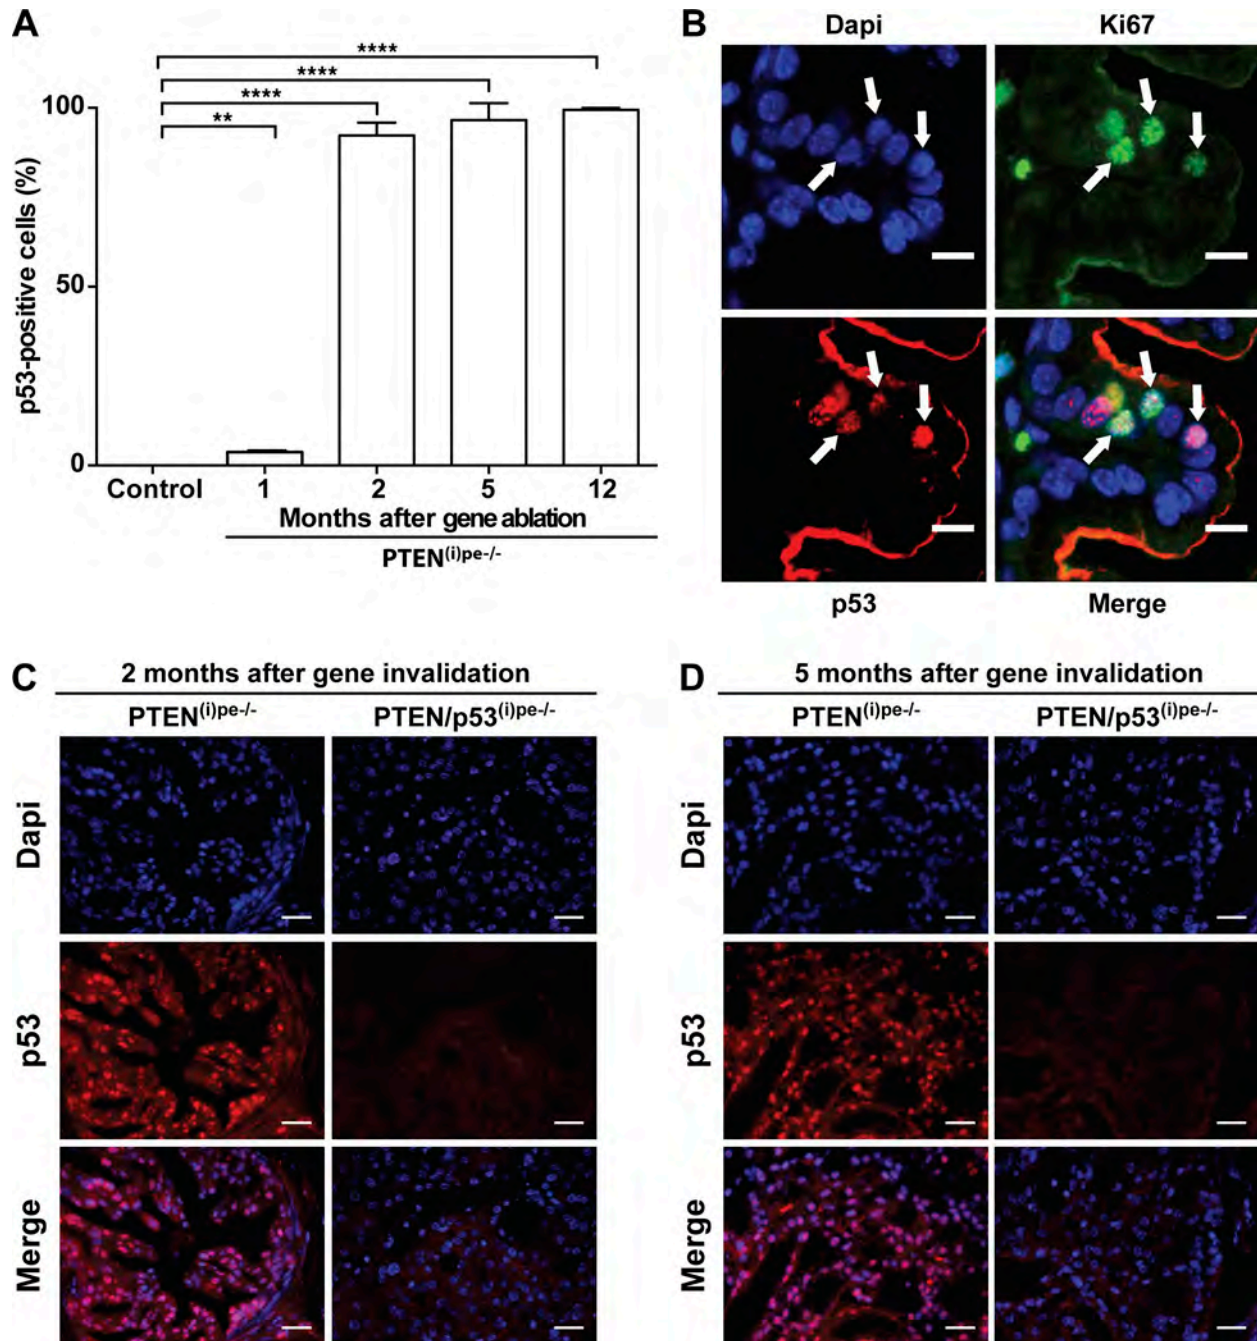 A
****
****
****
**
100
50
0
p53-positive cells (%)
Control 1 2 5 12
Months after gene ablation
PTEN(i)pe-/-
B
Dapi Ki67
p53 Merge
C
2 months after gene invalidation
PTEN(i)pe-/- PTEN/p53(i)pe-/-
Dapi
p53
Merge
D
5 months after gene invalidation
PTEN(i)pe-/- PTEN/p53(i)pe-/-
Dapi
p53
Merge